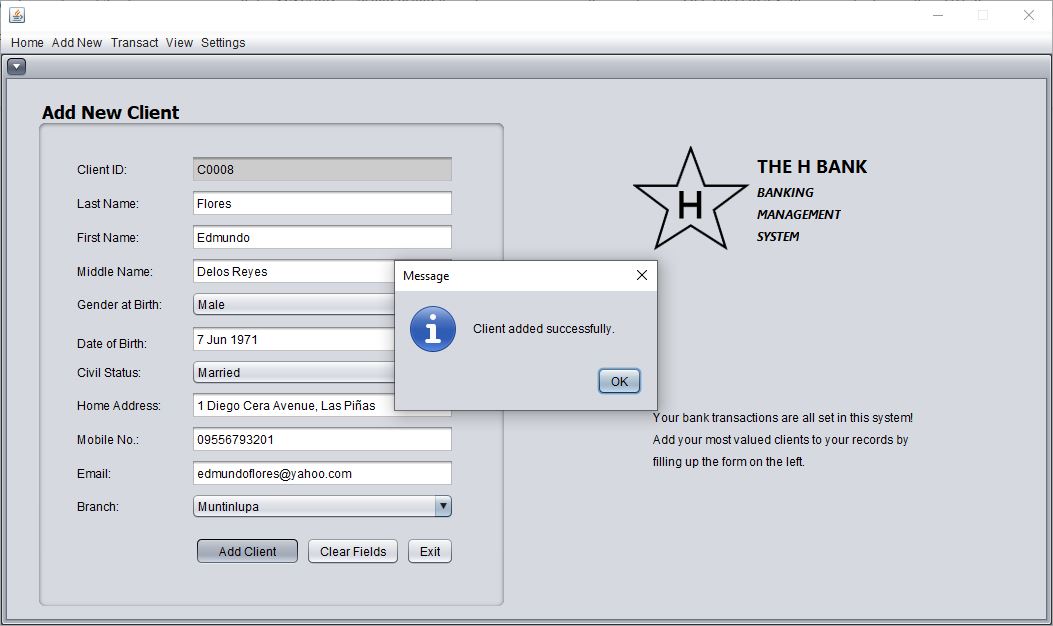 Home Add New Transact View Settings
Add New Client
Client ID: C0008
Last Name: Flores
First Name: Edmundo
Middle Name: Delos Reyes
Gender at Birth: Male
Date of Birth: 7 Jun 1971
Civil Status: Married
Home Address: 1 Diego Cera Avenue, Las Piñas
Mobile No.: 09556793201
Email: edmundoflores@yahoo.com
Branch: Muntinlupa
Add Client Clear Fields Exit
H
THE H BANK
BANKING
MANAGEMENT
SYSTEM
Message
Client added successfully.
OK
Your bank transactions are all set in this system!
Add your most valued clients to your records by
filling up the form on the left.